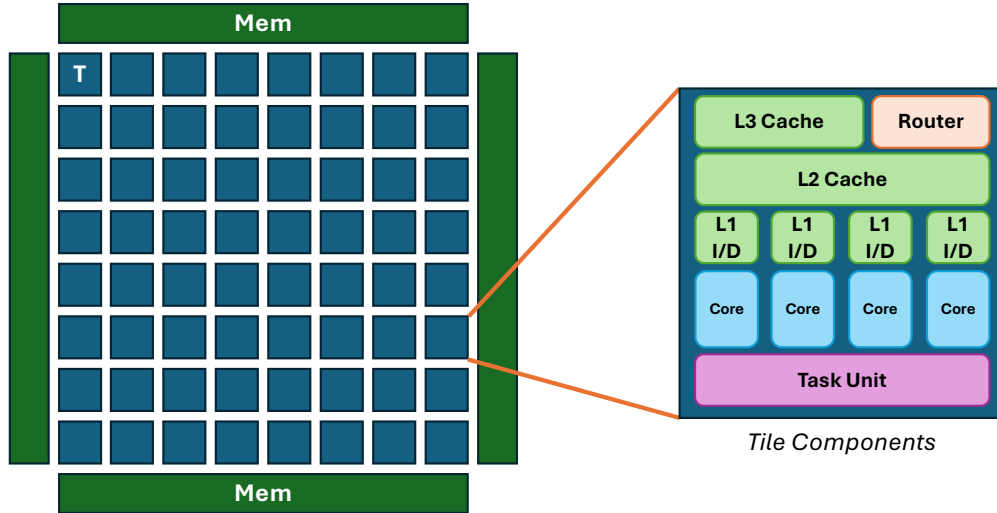 Mem
T
L3 Cache
Router
L2 Cache
L1
I/D
L1
I/D
L1
I/D
L1
I/D
Core
Core
Core
Core
Task Unit
Tile Components
Mem